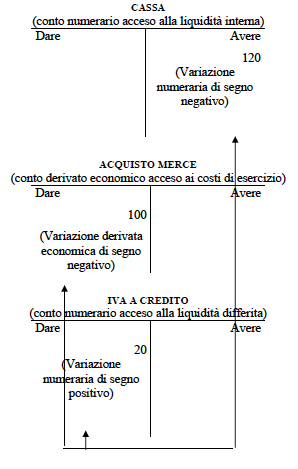 CASSA
(conto numerario acceso alla liquidità interna)
Dare Avere
120
(Variazione
numeraria di segno
negativo)
ACQUISTO MERCE
(conto derivato economico acceso ai costi di esercizio)
Dare Avere
100
(Variazione derivata
economica di segno
negativo)
IVA A CREDITO
(conto numerario acceso alla liquidità differita)
Dare Avere
20
(Variazione
numeraria di segno
positivo)